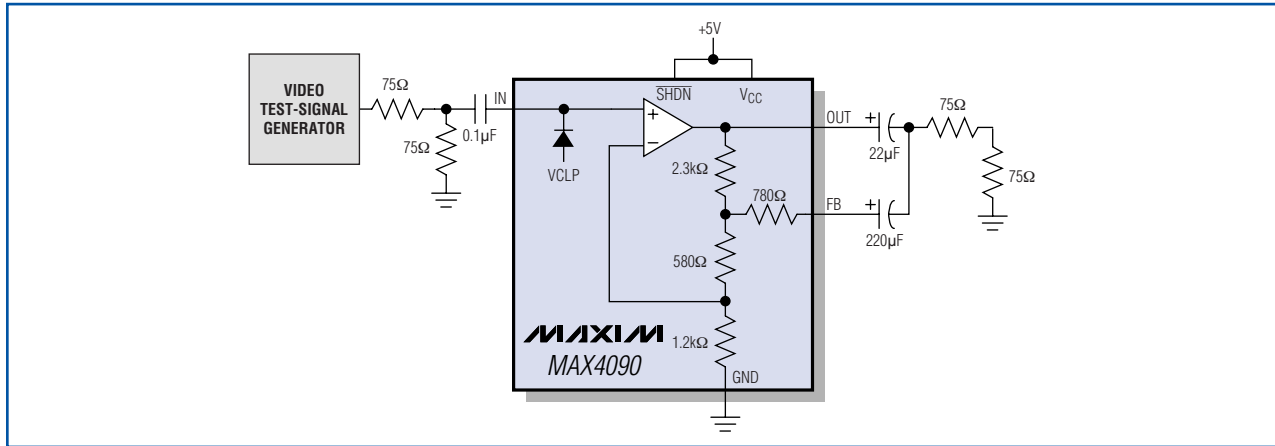 +5V
VIDEO
TEST-SIGNAL
GENERATOR
75Ω
75Ω
0.1µF
IN
SHDN
VCC
VCLP
+
−
2.3kΩ
780Ω
580Ω
1.2kΩ
OUT
FB
GND
+
22µF
+
220µF
75Ω
75Ω
MAXIM
MAX4090